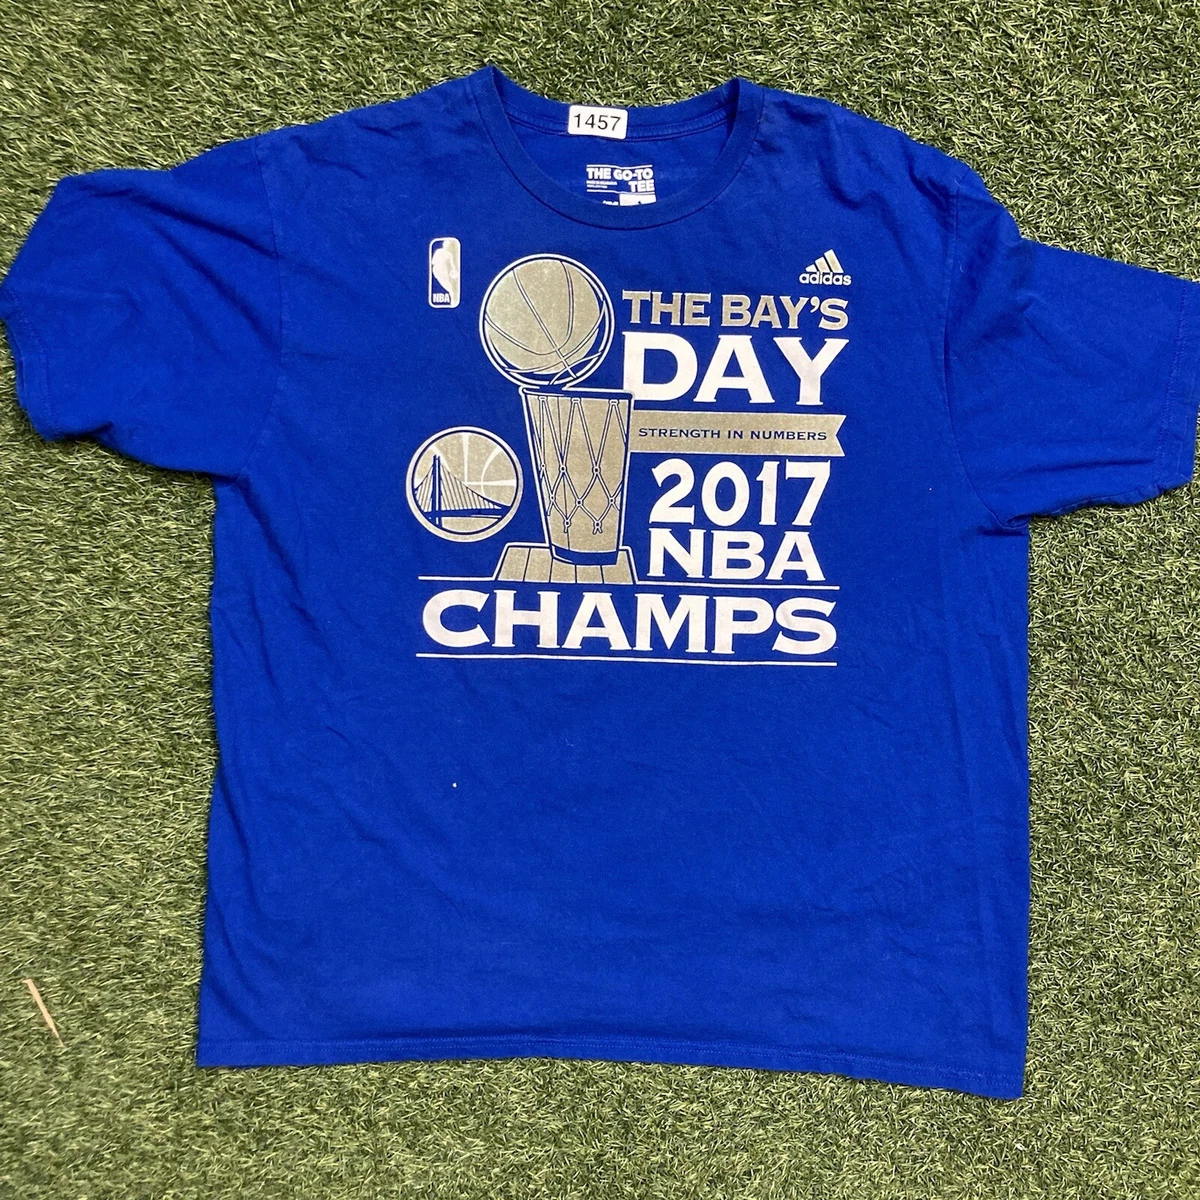 1457
THE GO-TO
TEE
NBA
adidas
THE BAY'S
DAY
STRENGTH IN NUMBERS
2017
NBA
CHAMPS